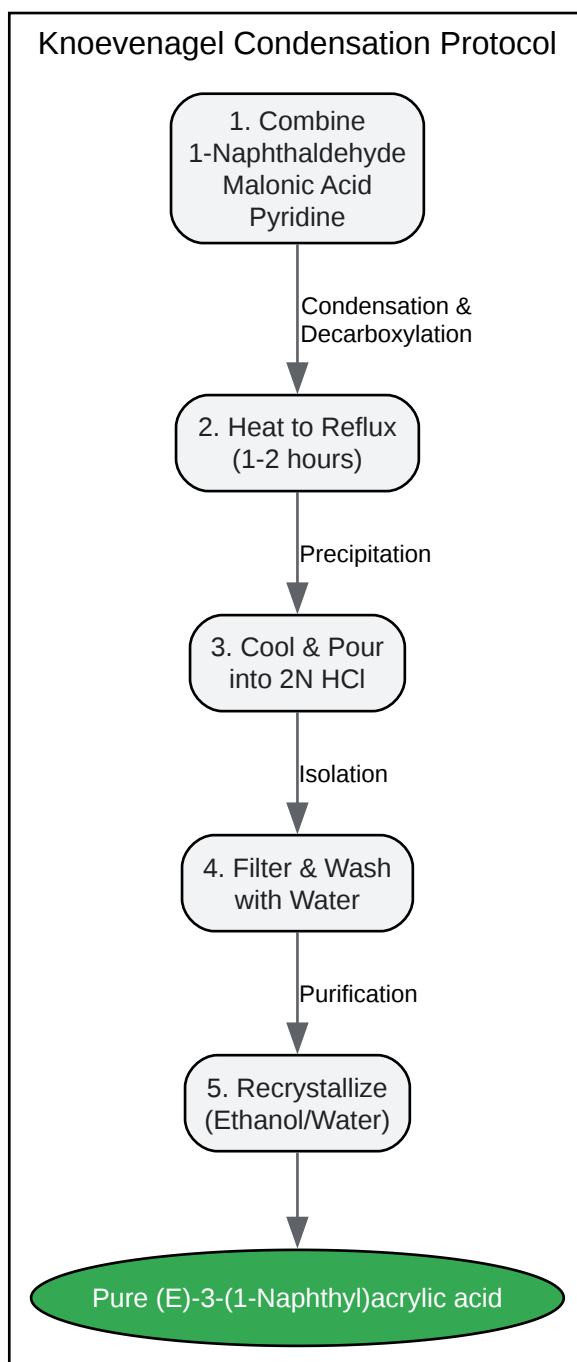 Knoevenagel Condensation Protocol
1. Combine
1-Naphthaldehyde
Malonic Acid
Pyridine
Condensation &
Decarboxylation
2. Heat to Reflux
(1-2 hours)
Precipitation
3. Cool & Pour
into 2N HCl
Isolation
4. Filter & Wash
with Water
Purification
5. Recrystallize
(Ethanol/Water)
Pure (E)-3-(1-Naphthyl)acrylic acid